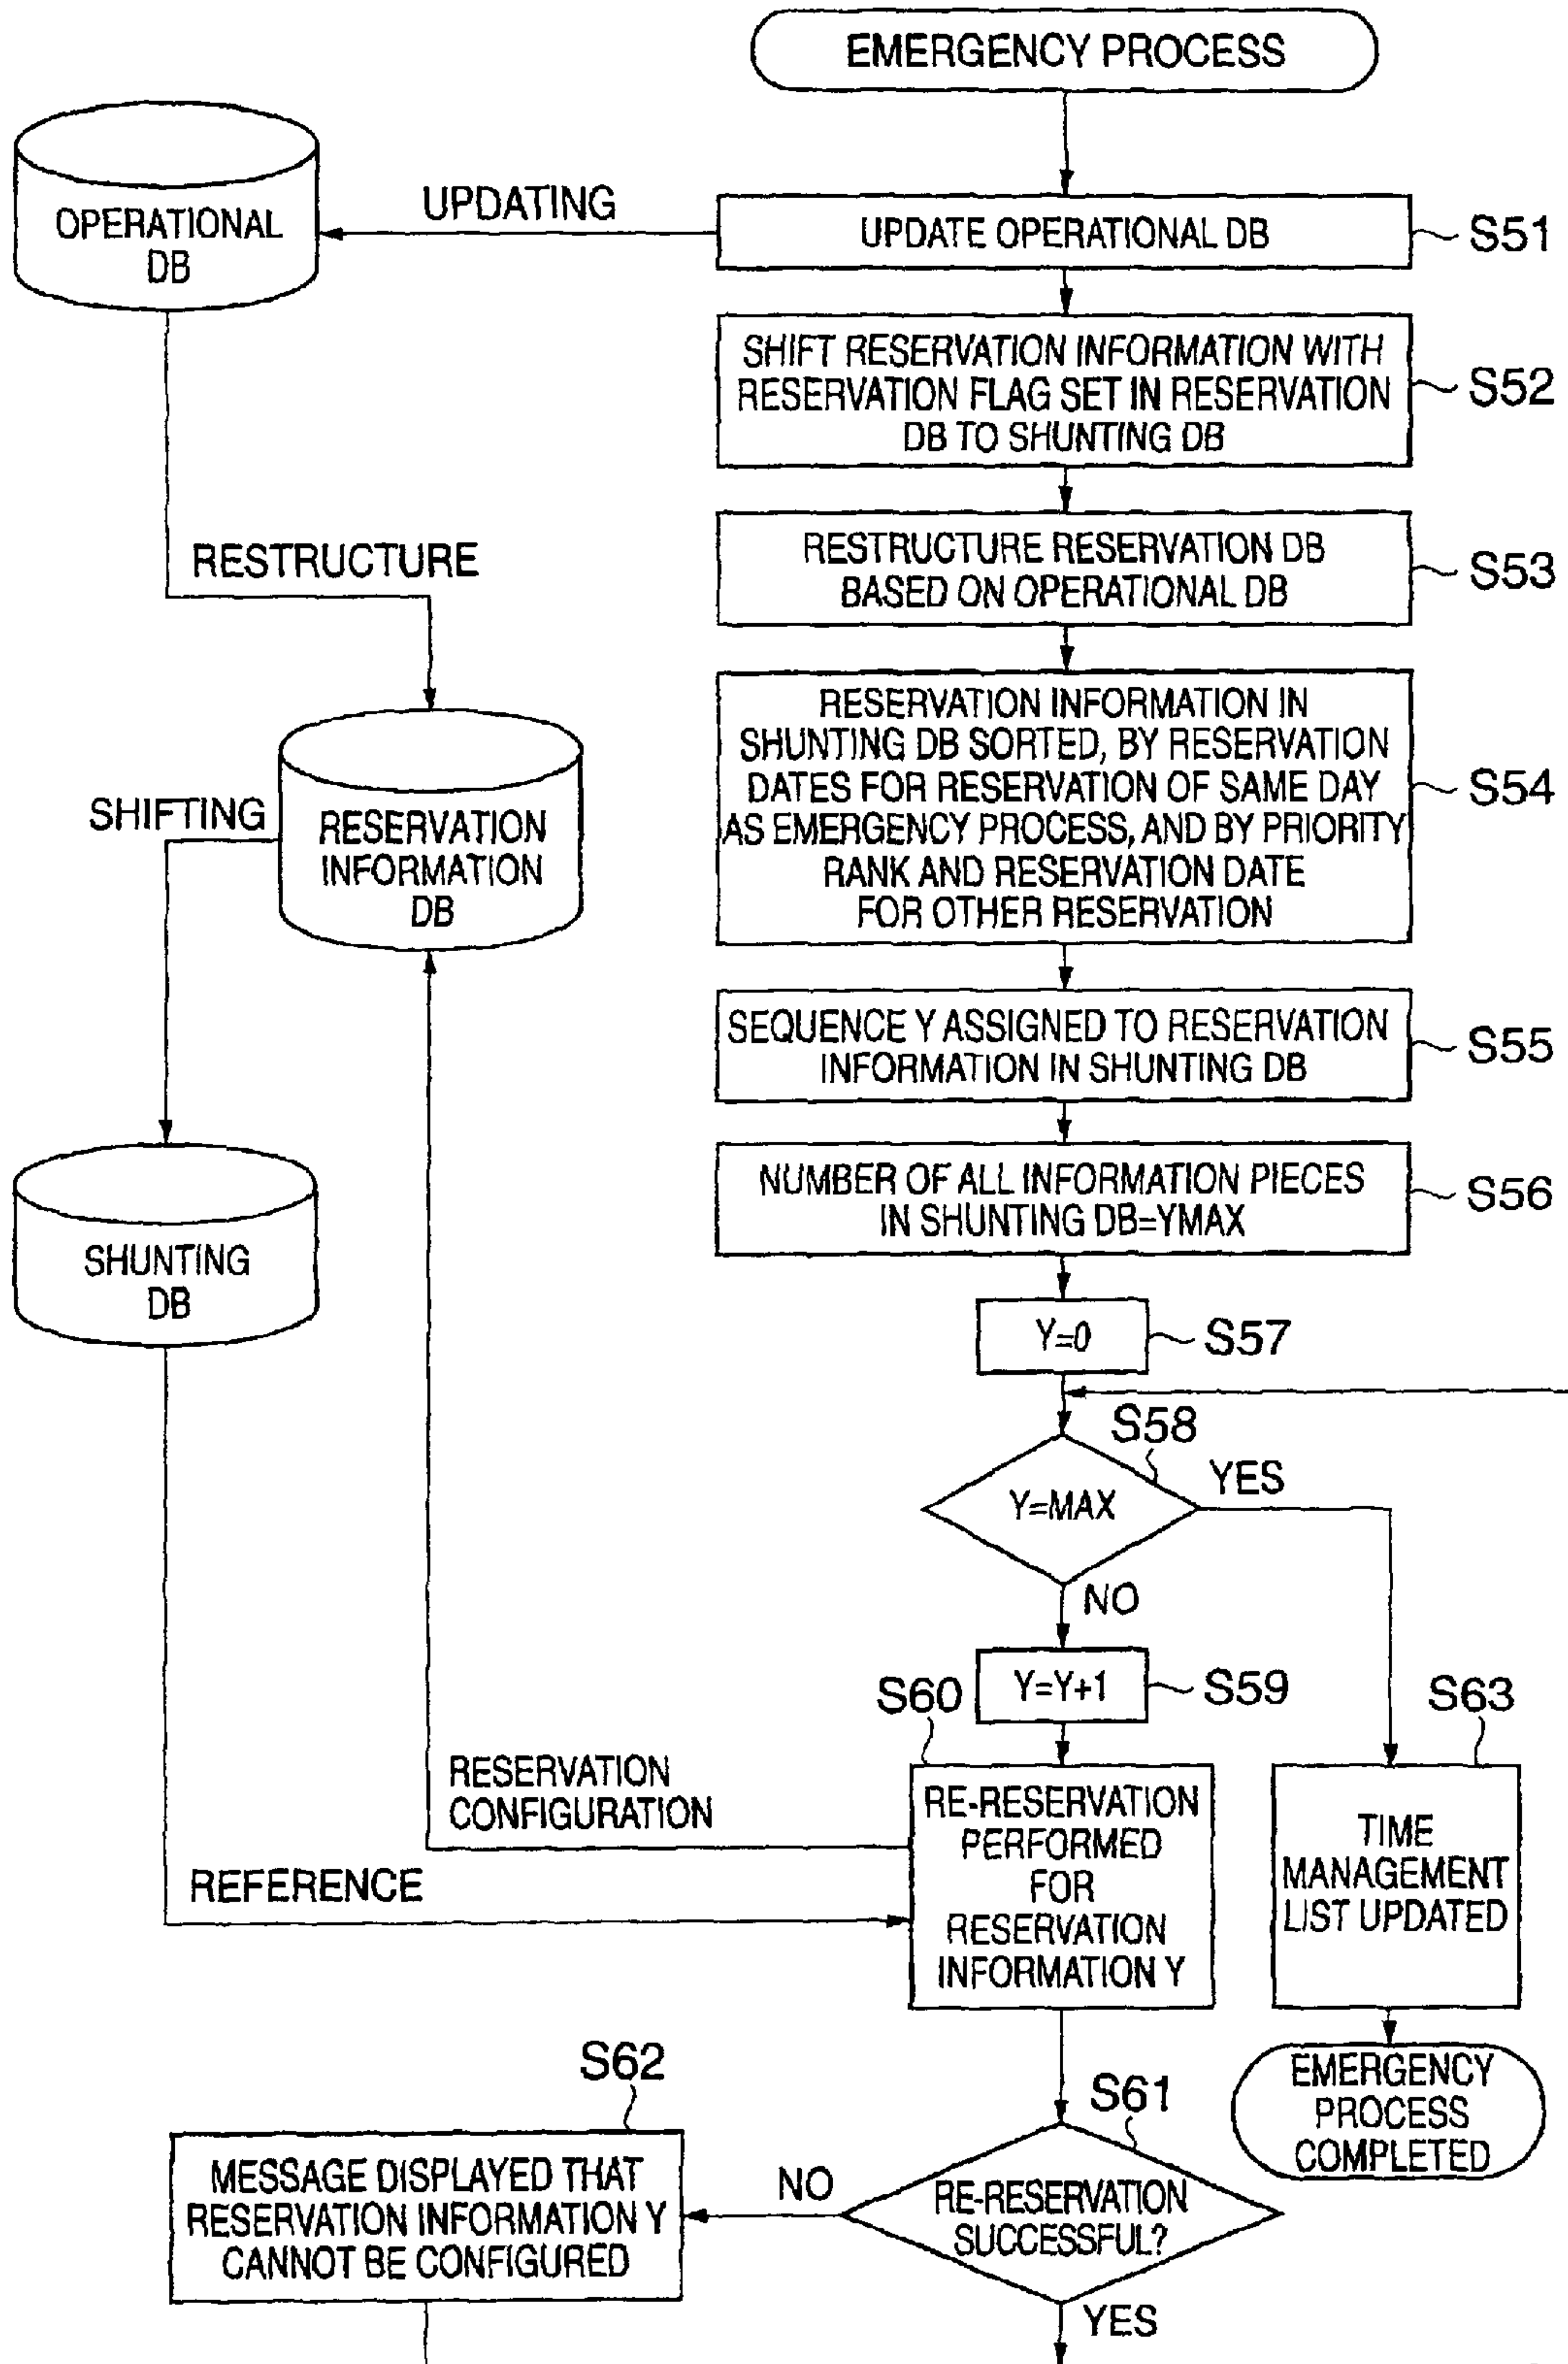 EMERGENCY PROCESS
OPERATIONAL
DB
UPDATING
UPDATE OPERATIONAL DB
S51
SHIFT RESERVATION INFORMATION WITH
RESERVATION FLAG SET IN RESERVATION
DB TO SHUNTING DB
S52
RESTRUCTURE
RESTRUCTURE RESERVATION DB
BASED ON OPERATIONAL DB
S53
RESERVATION INFORMATION IN
SHUNTING DB SORTED, BY RESERVATION
DATES FOR RESERVATION OF SAME DAY
AS EMERGENCY PROCESS, AND BY PRIORITY
RANK AND RESERVATION DATE
FOR OTHER RESERVATION
S54
SHIFTING
RESERVATION
INFORMATION
DB
SEQUENCE Y ASSIGNED TO RESERVATION
INFORMATION IN SHUNTING DB
S55
NUMBER OF ALL INFORMATION PIECES
IN SHUNTING DB=YMAX
S56
SHUNTING
DB
Y=0
S57
S58
Y=MAX
YES
NO
Y=Y+1
S59
S60
S63
RESERVATION
CONFIGURATION
RE-RESERVATION
PERFORMED
FOR
RESERVATION
INFORMATION Y
TIME
MANAGEMENT
LIST UPDATED
REFERENCE
EMERGENCY
PROCESS
COMPLETED
S62
S61
MESSAGE DISPLAYED THAT
RESERVATION INFORMATION Y
CANNOT BE CONFIGURED
NO
RE-RESERVATION
SUCCESSFUL?
YES